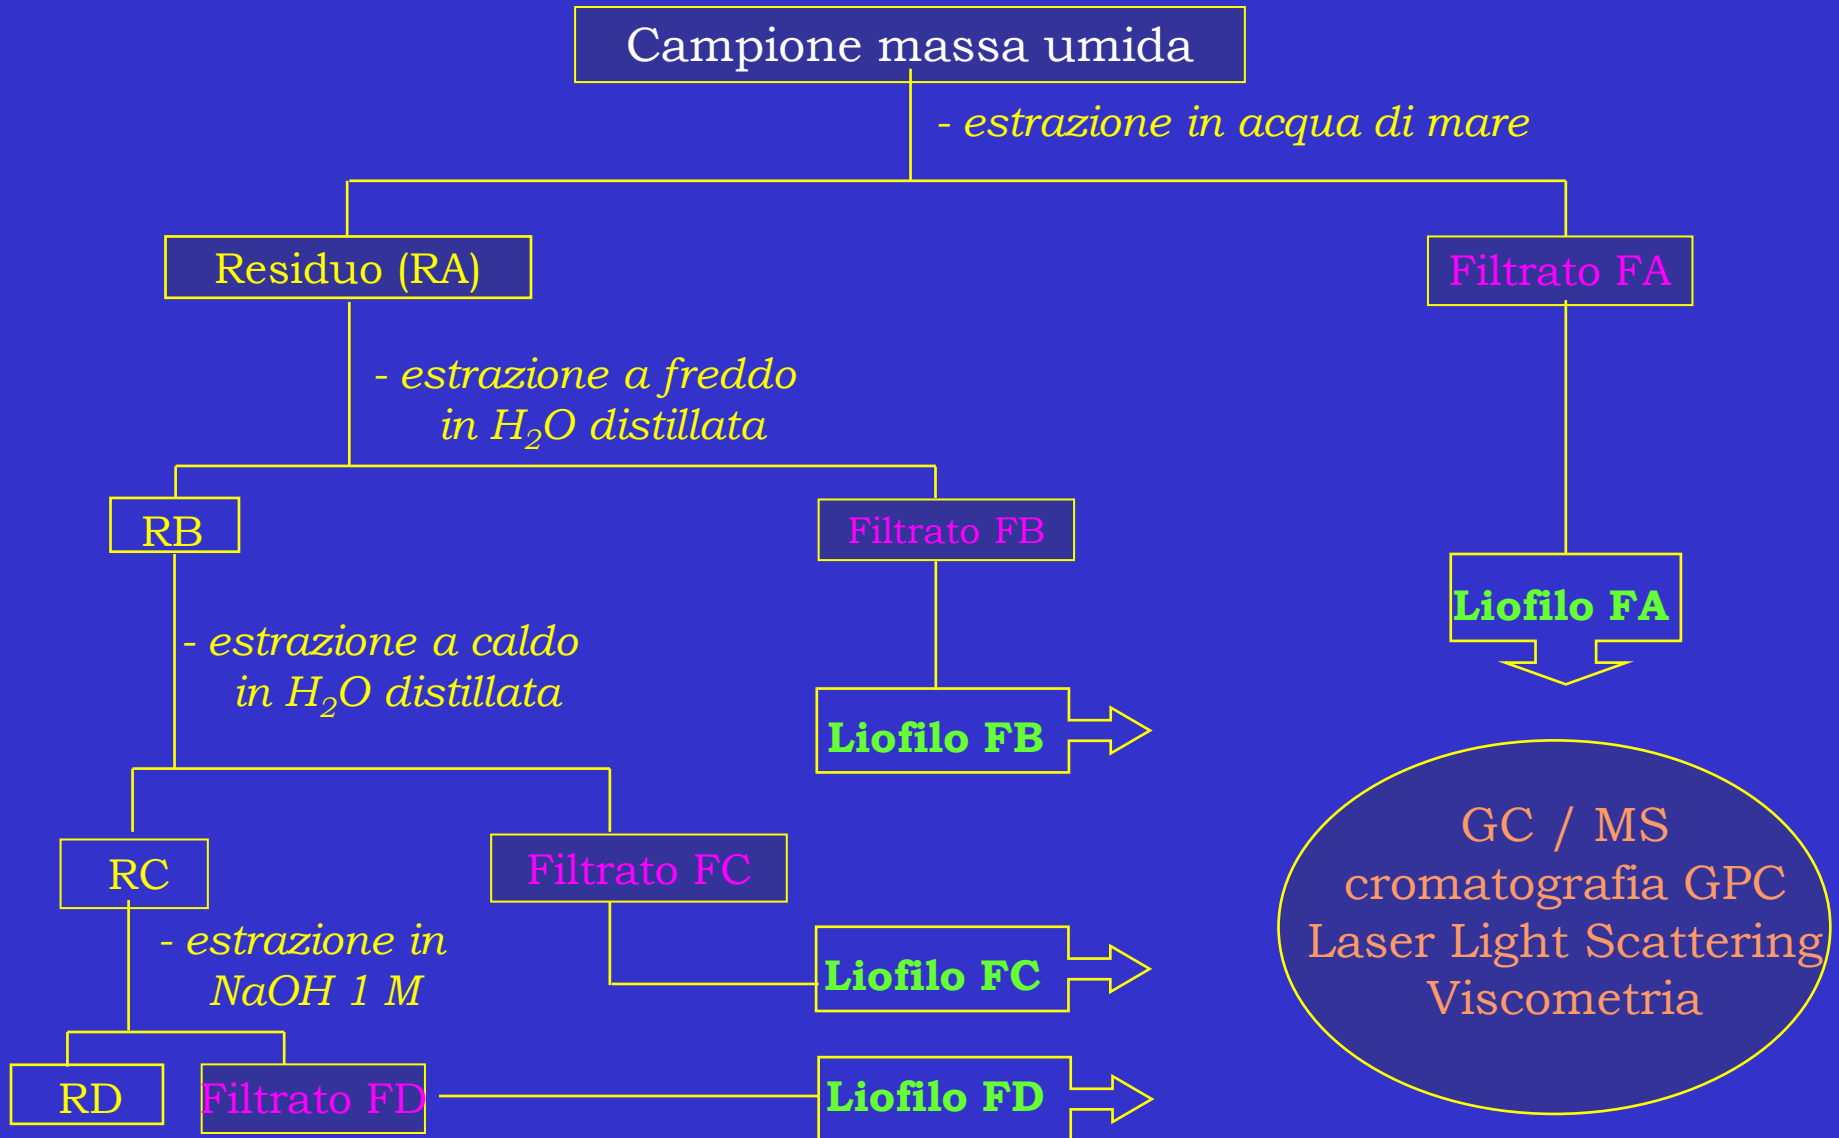 Campione massa umida
- estrazione in acqua di mare
Residuo (RA)
Filtrato FA
- estrazione a freddo
in H₂O distillata
RB
Filtrato FB
Liofilo FA
- estrazione a caldo
in H₂O distillata
Liofilo FB
RC
Filtrato FC
GC / MS
cromatografia GPC
Laser Light Scattering
Viscometria
- estrazione in
NaOH 1 M
Liofilo FC
RD
Filtrato FD
Liofilo FD